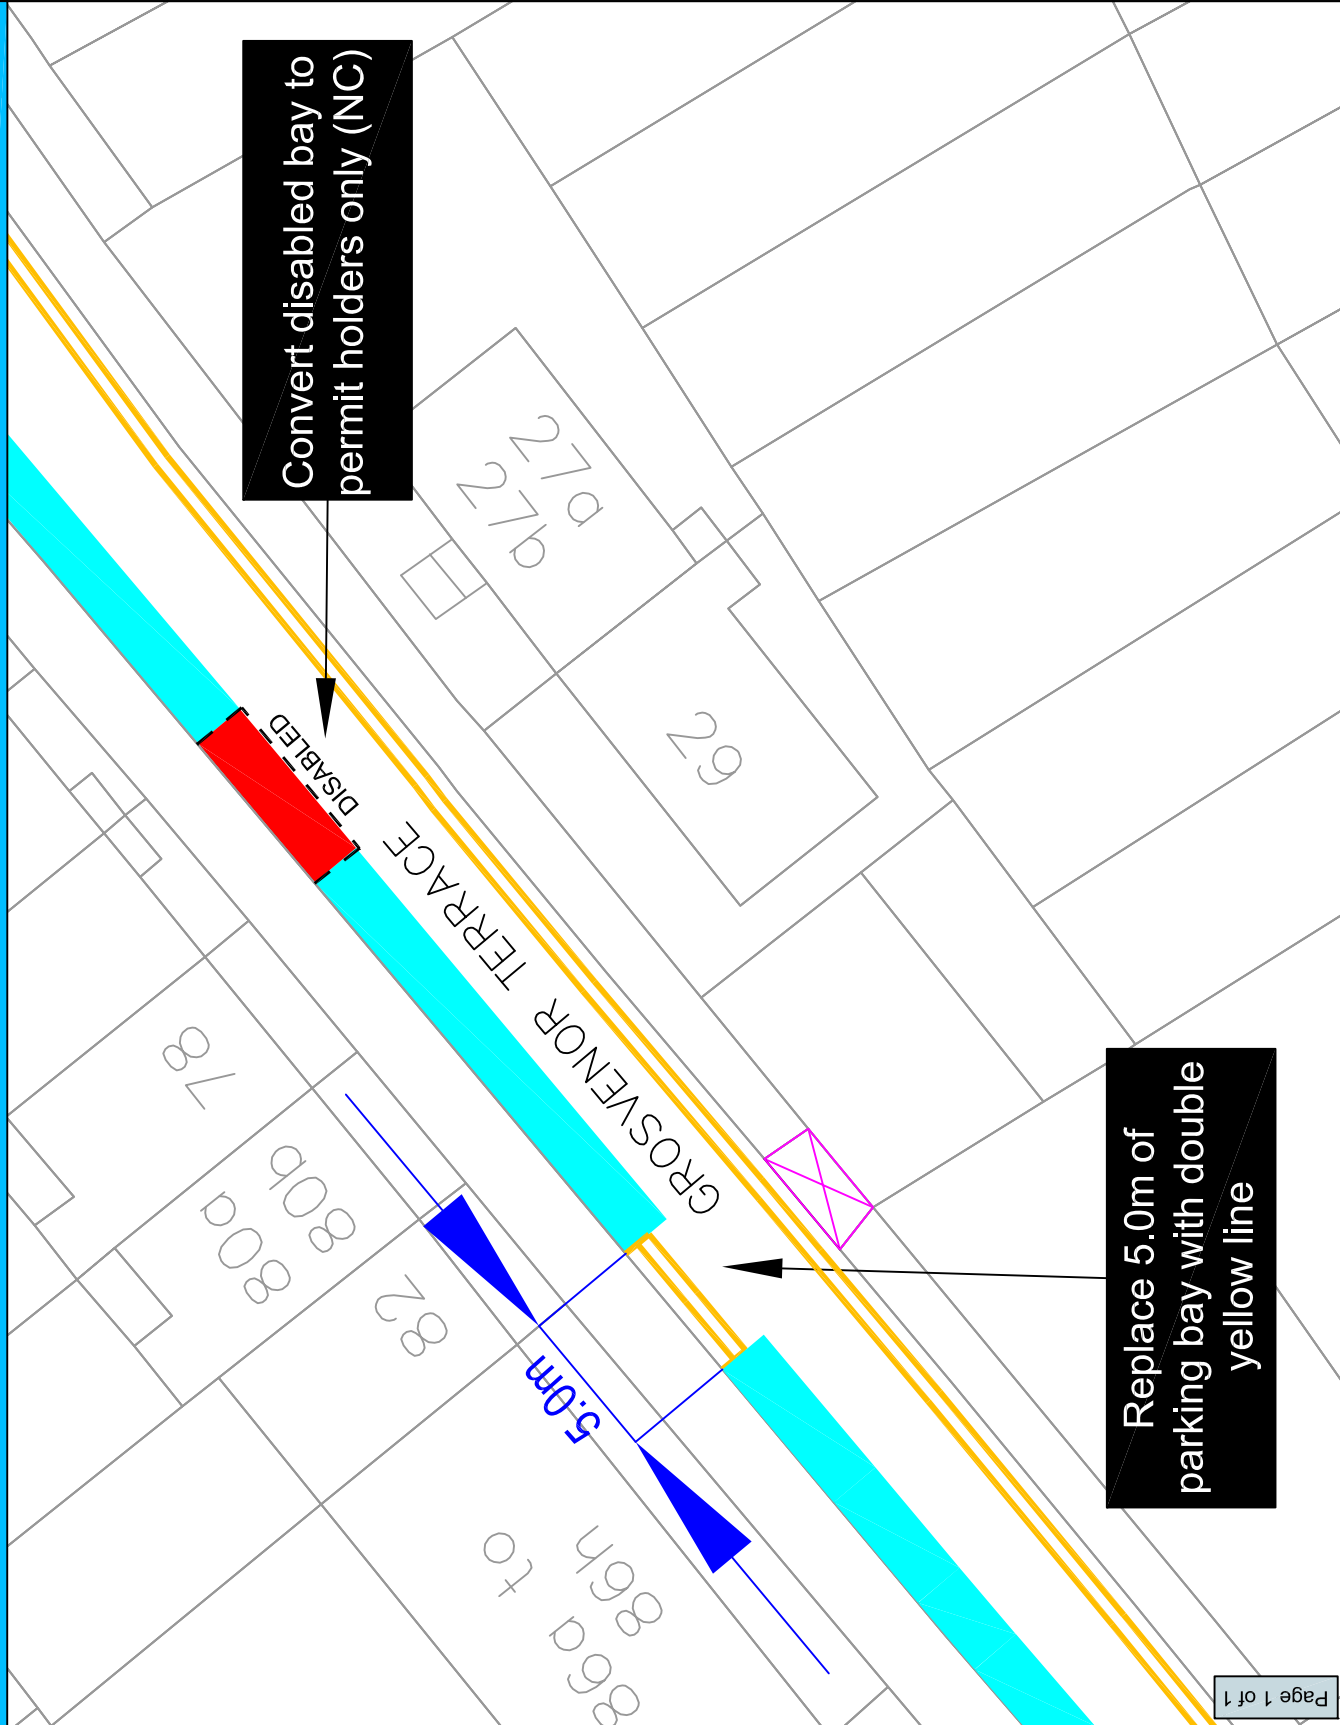 Convert disabled bay to
permit holders only (NC)
27a
27b
29
DISABLED
GROSVENOR TERRACE
78
80b
80a
82
5.0m
86a to
86h
Replace 5.0m of
parking bay with double
yellow line
Page 1 of 1